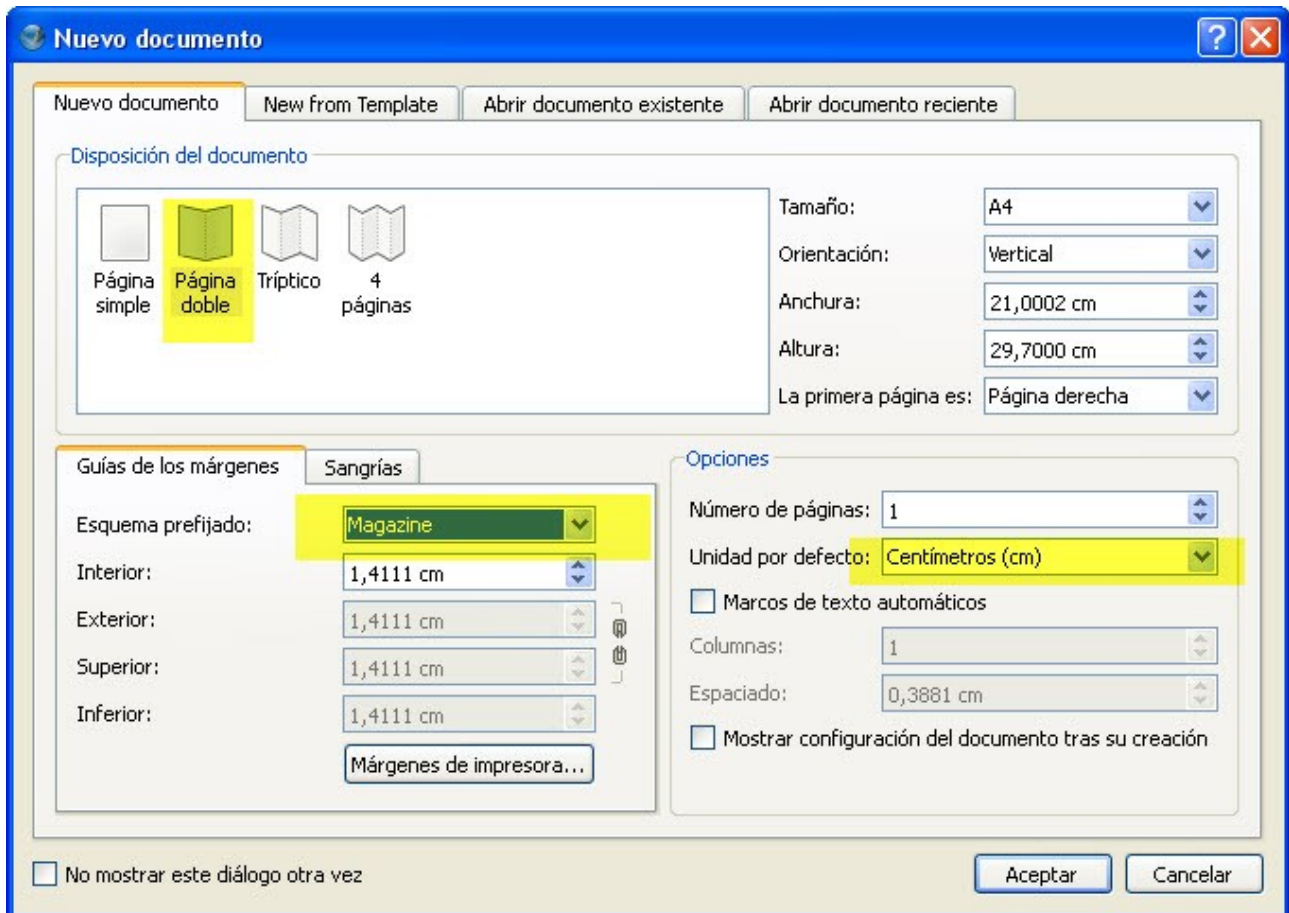 Nuevo documento
Nuevo documento
New from Template
Abrir documento existente
Abrir documento reciente
Disposición del documento
Página
simple
Página
doble
Tríptico
4
páginas
Tamaño: A4
Orientación: Vertical
Anchura: 21,0002 cm
Altura: 29,7000 cm
La primera página es: Página derecha
Guías de los márgenes
Sangrías
Esquema prefijado: Magazine
Interior: 1,4111 cm
Exterior: 1,4111 cm
Superior: 1,4111 cm
Inferior: 1,4111 cm
Márgenes de impresora...
Opciones
Número de páginas: 1
Unidad por defecto: Centímetros (cm)
Marcos de texto automáticos
Columnas: 1
Espaciado: 0,3881 cm
Mostrar configuración del documento tras su creación
No mostrar este diálogo otra vez
Aceptar
Cancelar